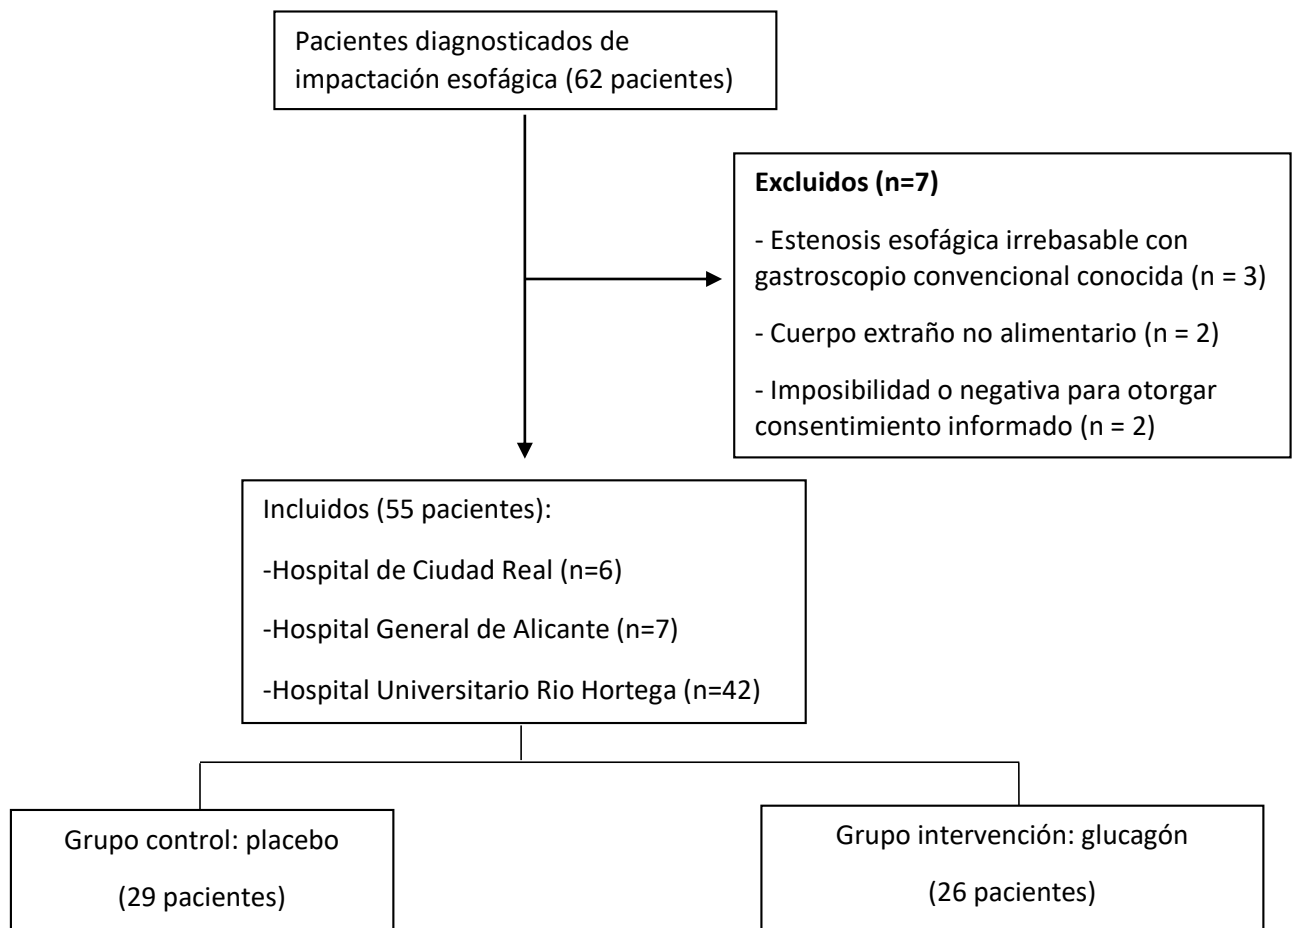 Pacientes diagnosticados de
impactación esofágica (62 pacientes)
Excluidos (n=7)
- Estenosis esofágica irrebasable con
gastroscopio convencional conocida (n = 3)
- Cuerpo extraño no alimentario (n = 2)
- Imposibilidad o negativa para otorgar
consentimiento informado (n = 2)
Incluidos (55 pacientes):
-Hospital de Ciudad Real (n=6)
-Hospital General de Alicante (n=7)
-Hospital Universitario Rio Hortega (n=42)
Grupo control: placebo
(29 pacientes)
Grupo intervención: glucagón
(26 pacientes)